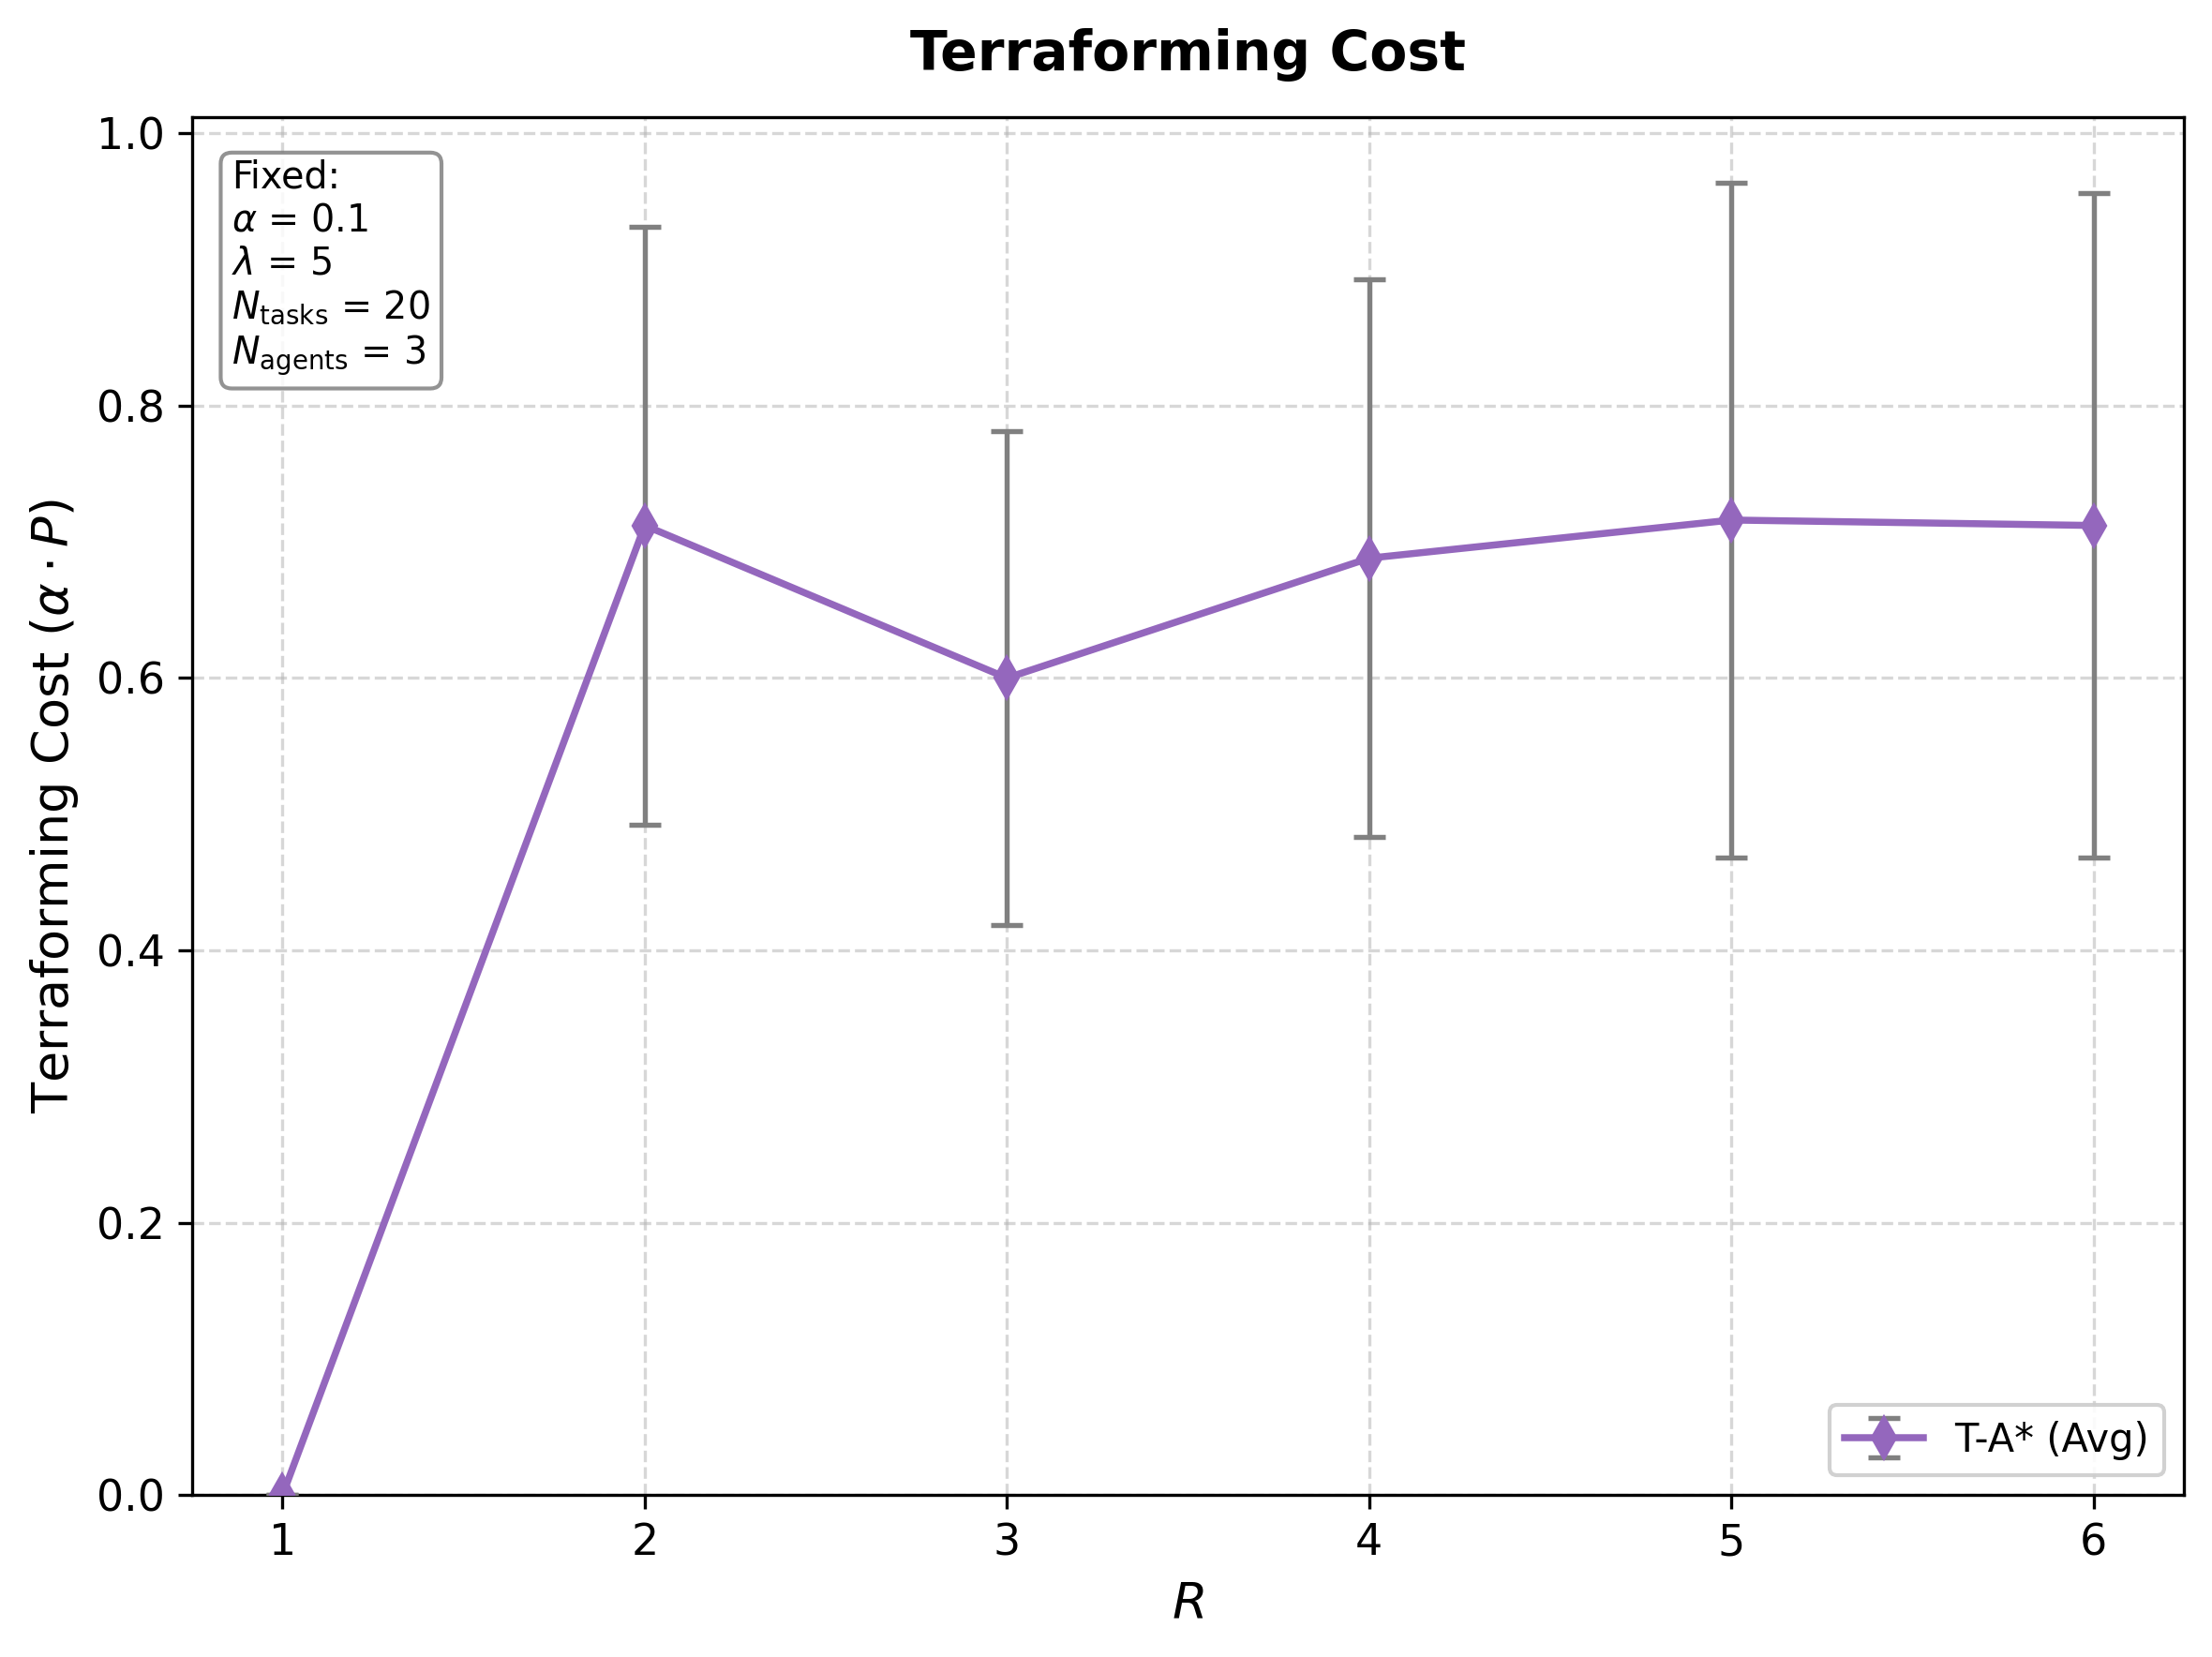 Terraforming Cost
Terraforming Cost (α · P)
1.0
0.8
0.6
0.4
0.2
0.0
Fixed:
α = 0.1
λ = 5
N_tasks = 20
N_agents = 3
T-A* (Avg)
1 2 3 4 5 6
R